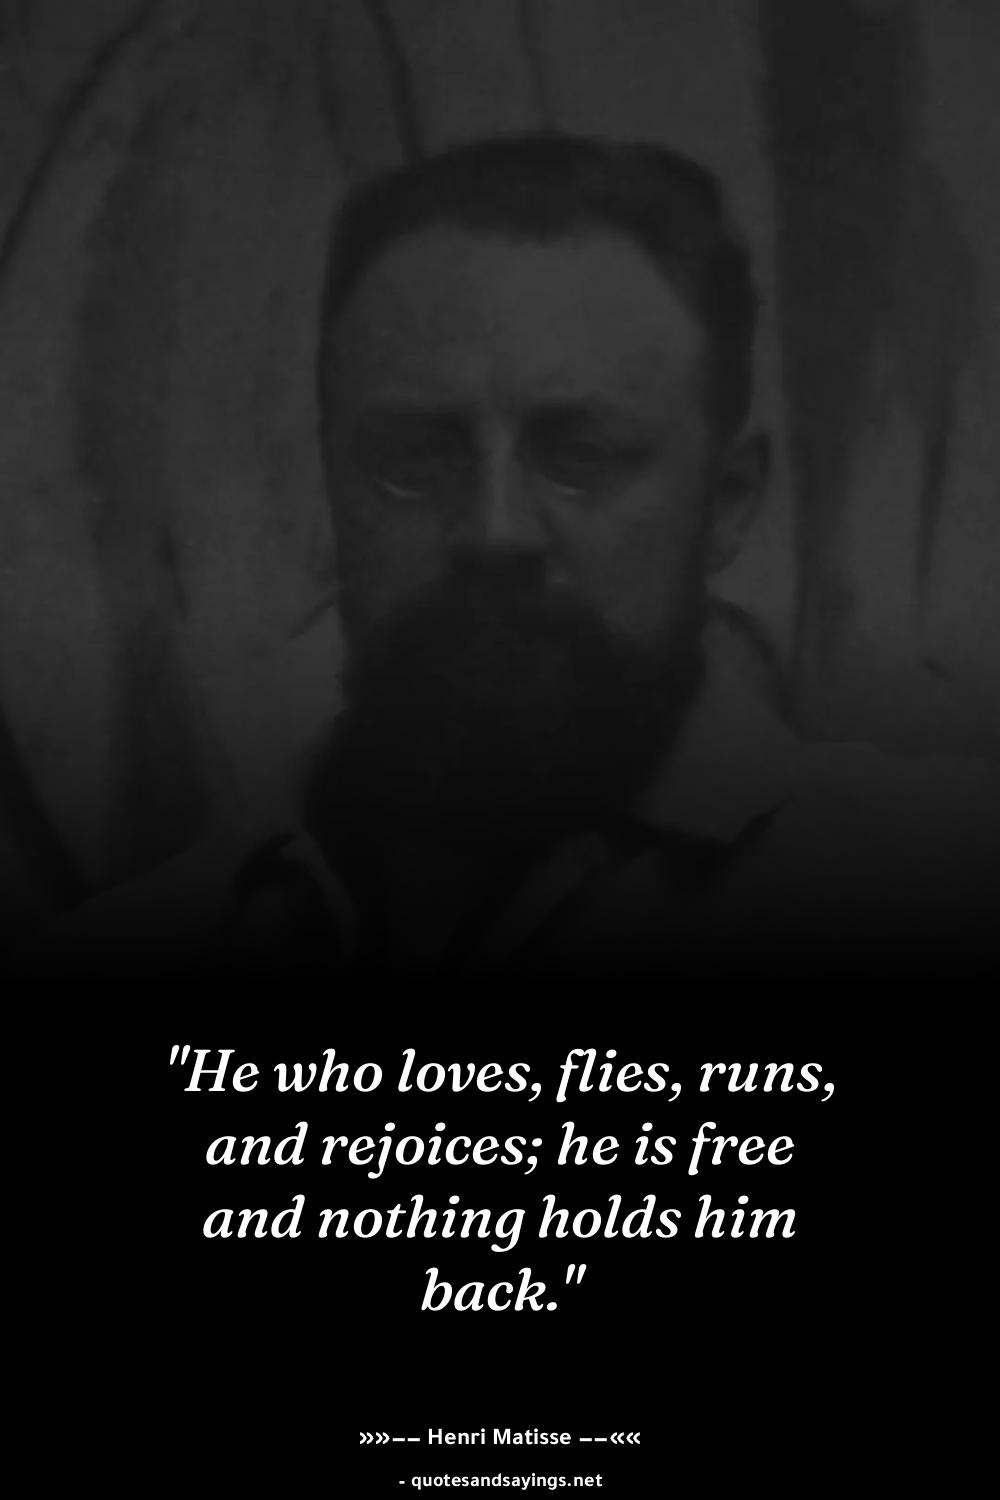 "He who loves, flies, runs,
and rejoices; he is free
and nothing holds him
back."
»»−− Henri Matisse −−««
- quotesandsayings.net